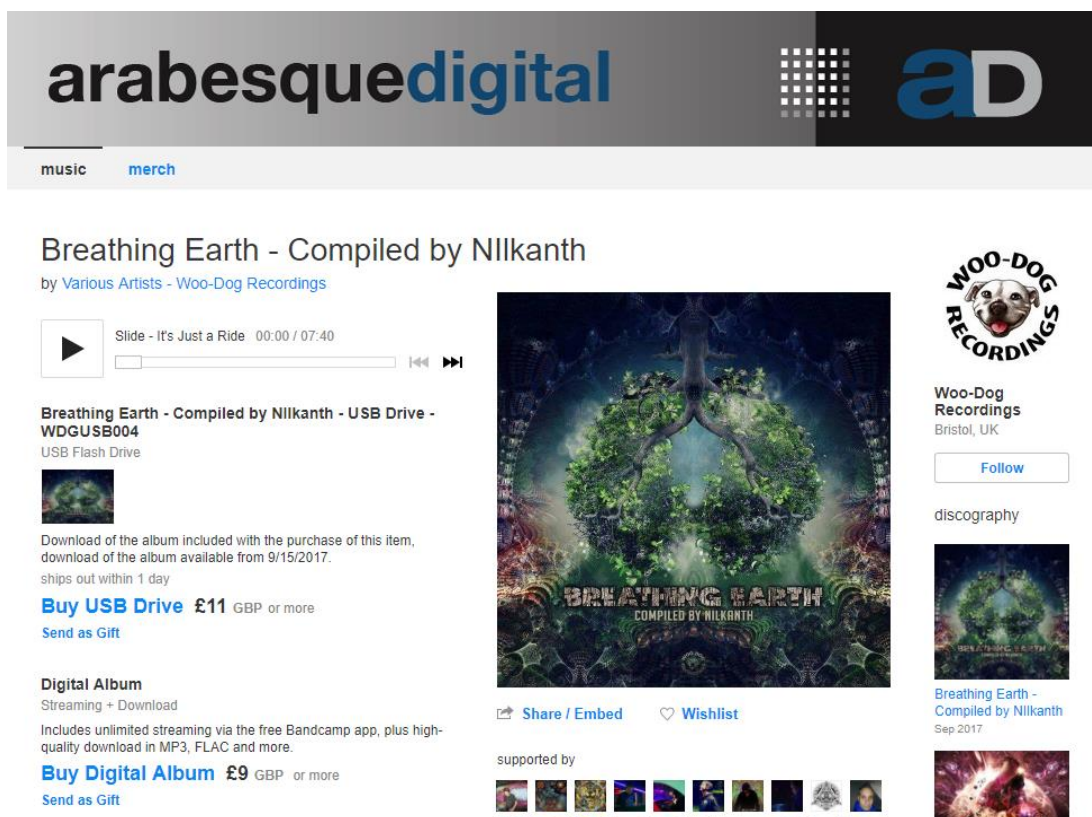 arabesquedigital
aD
music
merch
Breathing Earth - Compiled by NIlkanth
by Various Artists - Woo-Dog Recordings
Slide - It's Just a Ride 00:00 / 07:40
Breathing Earth - Compiled by NIlkanth - USB Drive -
WDGUSB004
USB Flash Drive
Download of the album included with the purchase of this item,
download of the album available from 9/15/2017.
ships out within 1 day
Buy USB Drive £11 GBP or more
Send as Gift
Digital Album
Streaming + Download
Includes unlimited streaming via the free Bandcamp app, plus high-
quality download in MP3, FLAC and more.
Buy Digital Album £9 GBP or more
Send as Gift
BREATHING EARTH
COMPILED BY NILKANTH
Share / Embed
Wishlist
supported by
WOO-DOG
RECORDINGS
Woo-Dog
Recordings
Bristol, UK
Follow
discography
BREATHING EARTH
Breathing Earth -
Compiled by NIlkanth
Sep 2017